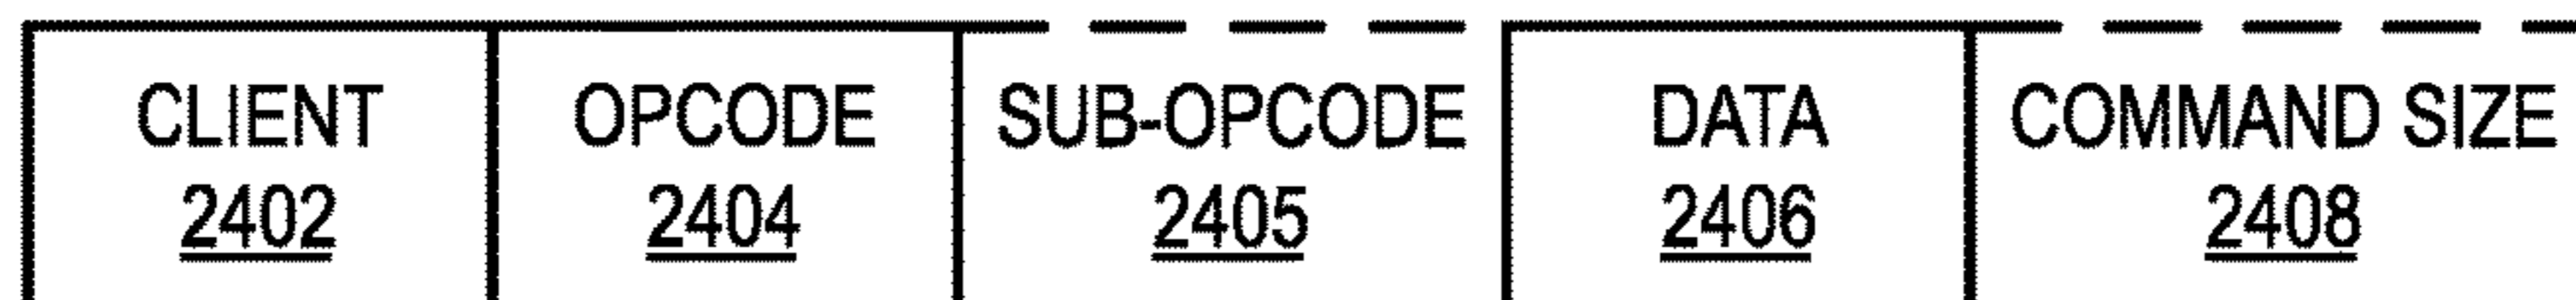 CLIENT OPCODE SUB-OPCODE DATA COMMAND SIZE
2402 2404 2405 2406 2408